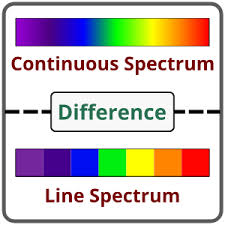 Continuous Spectrum
Difference
Line Spectrum